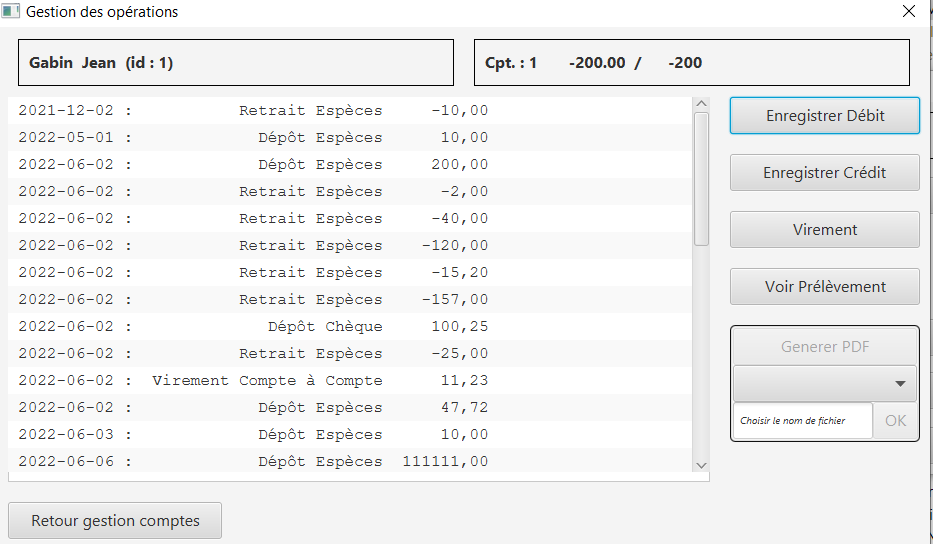 Gestion des opérations
Gabin Jean (id : 1)
Cpt. : 1 -200.00 / -200
2021-12-02 : Retrait Espèces -10,00
2022-05-01 : Dépôt Espèces 10,00
2022-06-02 : Dépôt Espèces 200,00
2022-06-02 : Retrait Espèces -2,00
2022-06-02 : Retrait Espèces -40,00
2022-06-02 : Retrait Espèces -120,00
2022-06-02 : Retrait Espèces -15,20
2022-06-02 : Retrait Espèces -157,00
2022-06-02 : Dépôt Chèque 100,25
2022-06-02 : Retrait Espèces -25,00
2022-06-02 : Virement Compte à Compte 11,23
2022-06-02 : Dépôt Espèces 47,72
2022-06-03 : Dépôt Espèces 10,00
2022-06-06 : Dépôt Espèces 111111,00
Enregistrer Débit
Enregistrer Crédit
Virement
Voir Prélèvement
Generer PDF
Choisir le nom de fichier OK
Retour gestion comptes